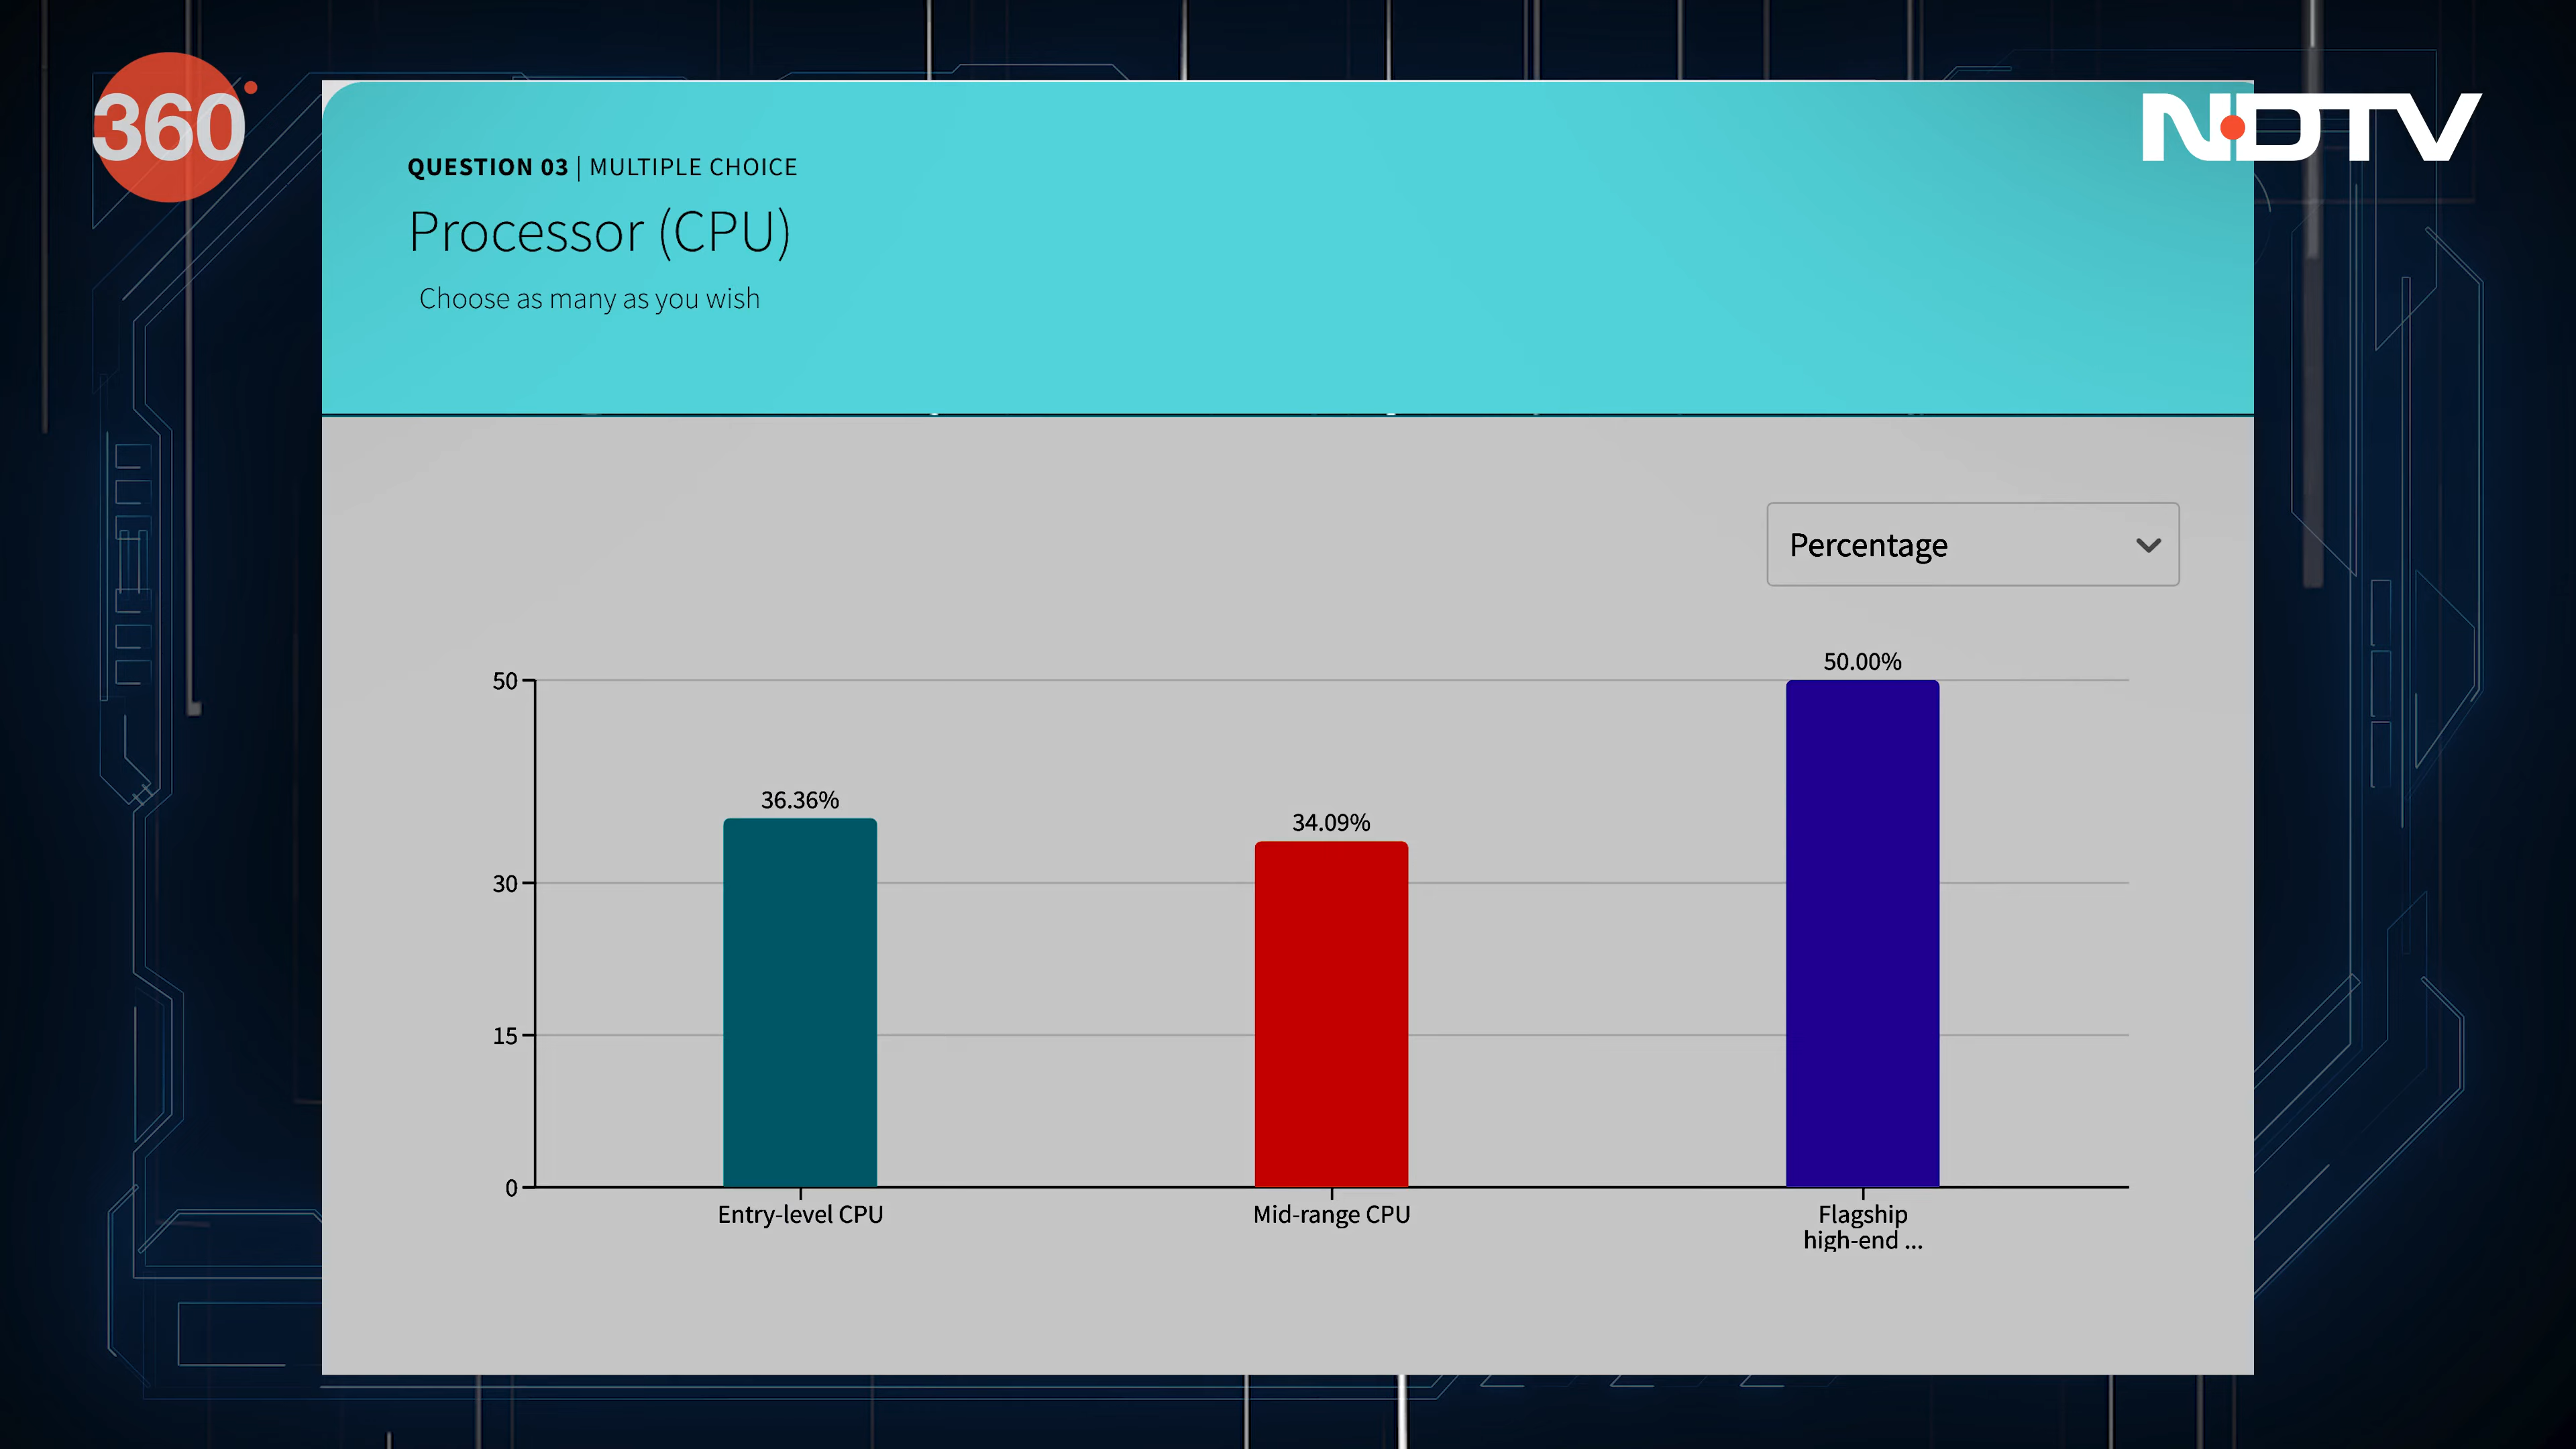 360
NDTV
QUESTION 03 | MULTIPLE CHOICE
Processor (CPU)
Choose as many as you wish
Percentage
50.00%
50
36.36%
34.09%
30
15
0
Entry-level CPU
Mid-range CPU
Flagship
high-end ...